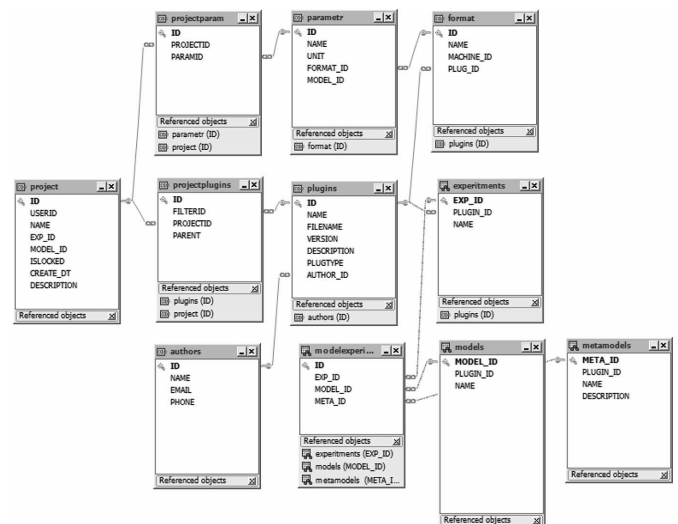 projectparam
ID
PROJECTID
PARAMID
Referenced objects
parametr (ID)
project (ID)
parametr
ID
NAME
UNIT
FORMAT_ID
MODEL_ID
Referenced objects
format (ID)
format
ID
NAME
MACHINE_ID
PLUG_ID
Referenced objects
plugins (ID)
project
ID
USERID
NAME
EXP_ID
MODEL_ID
ISLOCKED
CREATE_DT
DESCRIPTION
Referenced objects
projectplugins
ID
FILTERID
PROJECTID
PARENT
Referenced objects
plugins (ID)
project (ID)
plugins
ID
NAME
FILENAME
VERSION
DESCRIPTION
PLUGTYPE
AUTHOR_ID
Referenced objects
authors (ID)
experitments
EXP_ID
PLUGIN_ID
NAME
Referenced objects
plugins (ID)
authors
ID
NAME
EMAIL
PHONE
Referenced objects
modelexperi...
ID
EXP_ID
MODEL_ID
META_ID
Referenced objects
experitments (EXP_ID)
models (MODEL_ID)
metamodels (META_I...
models
MODEL_ID
PLUGIN_ID
NAME
Referenced objects
metamodels
META_ID
PLUGIN_ID
NAME
DESCRIPTION
Referenced objects